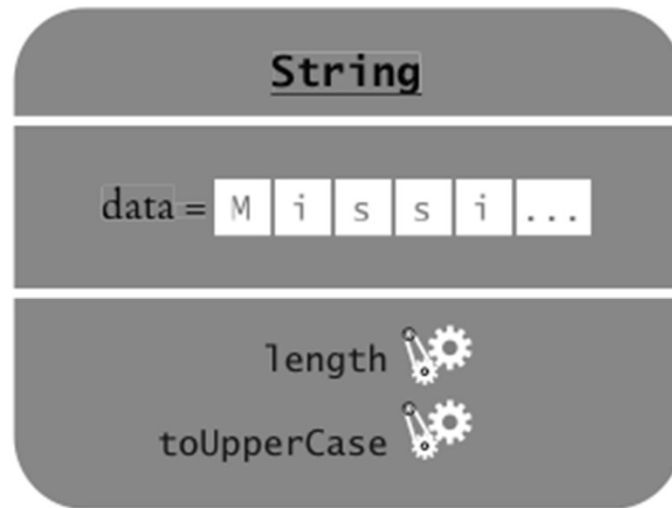 String
data = M i s s i ...
length
toUpperCase